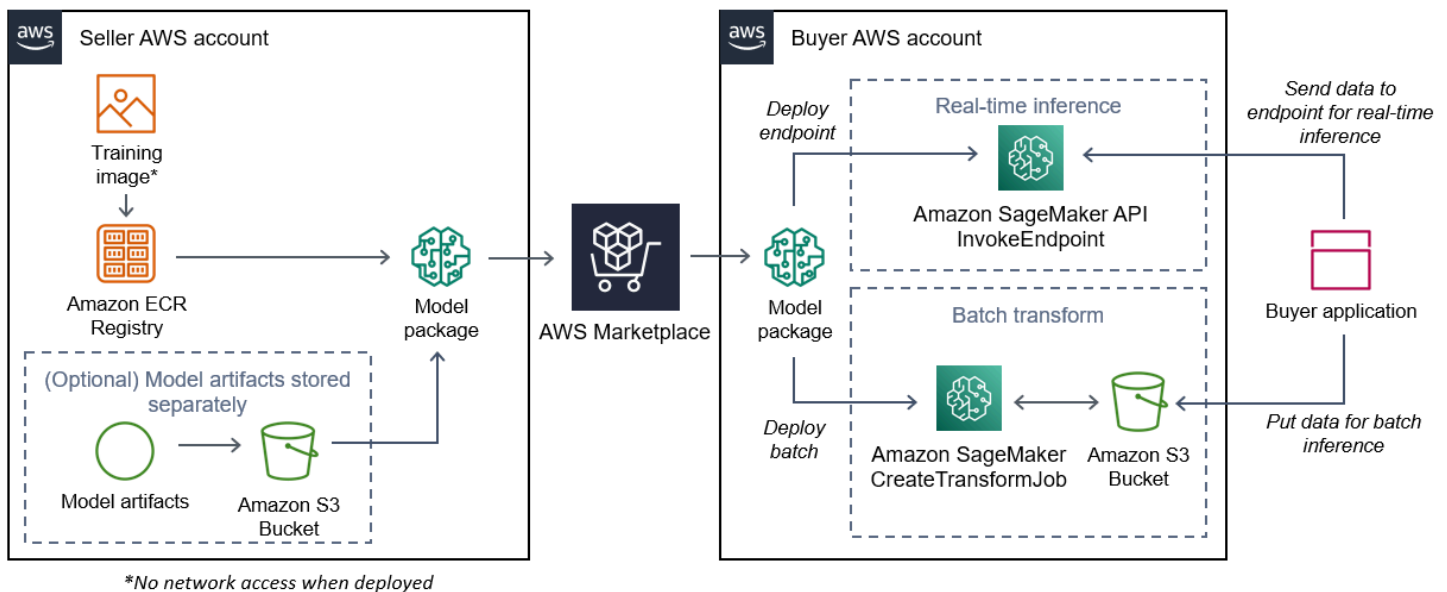 aws
Seller AWS account
Training
image*
Amazon ECR
Registry
(Optional) Model artifacts stored
separately
Model artifacts
Amazon S3
Bucket
Model
package
*No network access when deployed
AWS Marketplace
aws
Buyer AWS account
Deploy
endpoint
Model
package
Deploy
batch
Real-time inference
Amazon SageMaker API
InvokeEndpoint
Batch transform
Amazon SageMaker
CreateTransformJob
Amazon S3
Bucket
Send data to
endpoint for real-time
inference
Buyer application
Put data for batch
inference